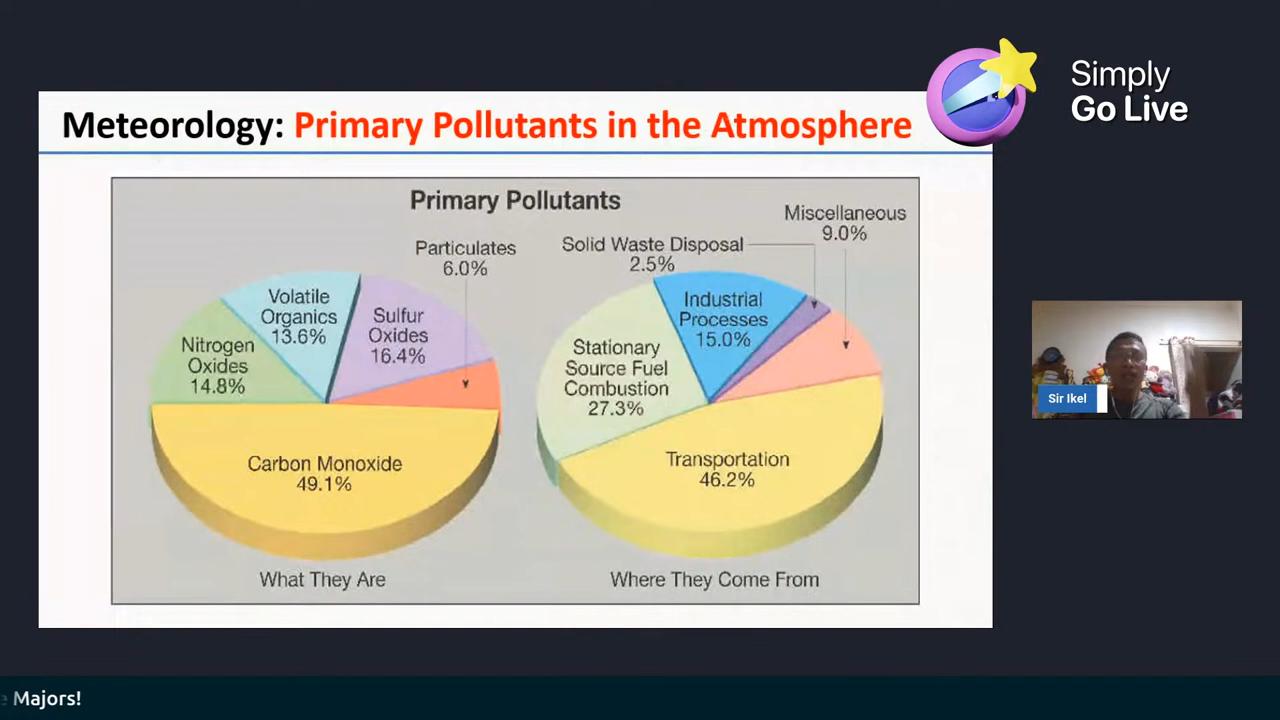 Simply
Go Live
Meteorology: Primary Pollutants in the Atmosphere
Primary Pollutants
Particulates
6.0%
Volatile
Organics
13.6%
Sulfur
Oxides
16.4%
Nitrogen
Oxides
14.8%
Carbon Monoxide
49.1%
What They Are
Miscellaneous
9.0%
Solid Waste Disposal
2.5%
Industrial
Processes
15.0%
Stationary
Source Fuel
Combustion
27.3%
Transportation
46.2%
Where They Come From
Sir Ikel
Majors!